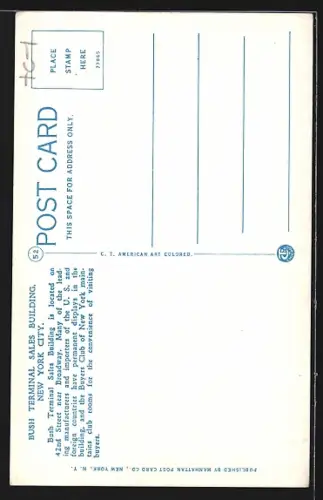 BUSH TERMINAL SALES BUILDING,
NEW YORK CITY.
Bush Terminal Sales Building is located on
42nd Street near Broadway. Many of the lead-
ing manufacturers and importers of the U. S. and
foreign countries have permanent displays in the
building, and the Buyers Club of New York main-
tains club rooms for the convenience of visiting
buyers.
52
POST CARD
THIS SPACE FOR ADDRESS ONLY.
PLACE
STAMP
HERE
C. T. AMERICAN ART COLORED.
PUBLISHED BY MANHATTAN POST CARD CO., NEW YORK, N. Y.